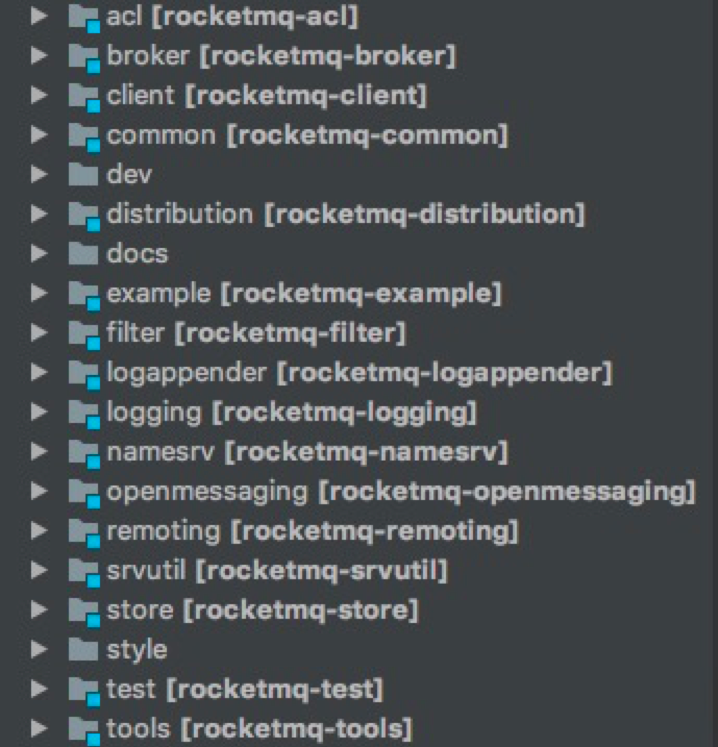 acl [rocketmq-acl]
broker [rocketmq-broker]
client [rocketmq-client]
common [rocketmq-common]
dev
distribution [rocketmq-distribution]
docs
example [rocketmq-example]
filter [rocketmq-filter]
logappender [rocketmq-logappender]
logging [rocketmq-logging]
namesrv [rocketmq-namesrv]
openmessaging [rocketmq-openmessaging]
remoting [rocketmq-remoting]
srvutil [rocketmq-srvutil]
store [rocketmq-store]
style
test [rocketmq-test]
tools [rocketmq-tools]